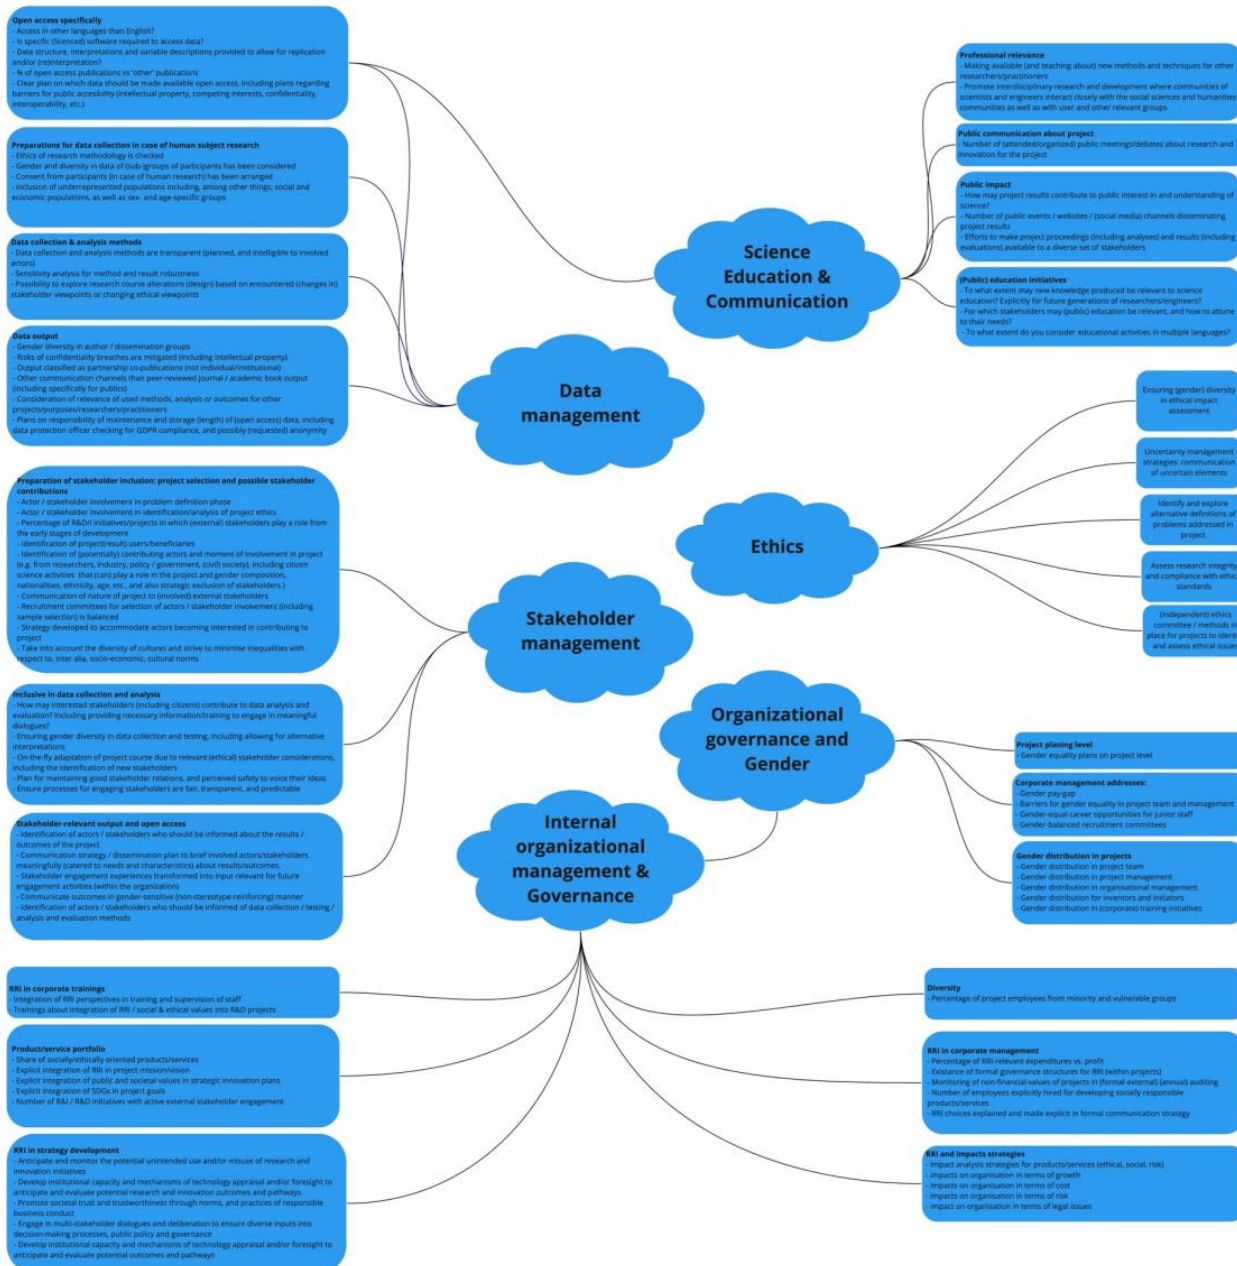 Open access specifically
- Access in other languages than English?
- Is specific (licenced) software required to access data?
- Data structure, interpretations and variable descriptions provided to allow for replication
and/or (re)interpretation?
- % of open access publications vs 'other' publications
- Clear plan on which data should be made available open access, including plans regarding
barriers for public accesibility (intellectual property, competing interests, confidentiality,
interoperability, etc.)
Preparations for data collection in case of human subject research
- Ethics of research methodology is checked
- Gender and diversity in data of (sub-)groups of participants has been considered
- Consent from participants (in case of human research) has been arranged
- inclusion of underrepresented populations including, among other things, social and
economic populations, as well as sex- and age-specific groups
Data collection & analysis methods
- Data collection and analysis methods are transparent (planned, and intelligible to involved
actors)
- Sensitivity analysis for method and result robustness
- Possibility to explore research course alterations (design) based on encountered (changes in)
stakeholder viewpoints or changing ethical viewpoints
Data output
- Gender diversity in author / dissemination groups
- Risks of confidentiality breaches are mitigated (including intellectual property)
- Output classified as partnership co-publications (not individual/institutional)
- Other communication channels than peer-reviewed journal / academic book output
(including specifically for publics)
- Consideration of relevance of used methods, analysis or outcomes for other
projects/purposes/researchers/practitioners
- Plans on responsibility of maintenance and storage (length) of (open access) data, including
data protection officer checking for GDPR compliance, and possibly (requested) anonymity
Science
Education &
Communication
Data
management
Professional relevance
- Making available (and teaching about) new methods and techniques for other
researchers/practitioners
- Promote interdisciplinary research and development where communities of
scientists and engineers interact closely with the social sciences and humanities
communities as well as with user and other relevant groups
Public communication about project
- Number of (attended/organized) public meetings/debates about research and
innovation for the project
Public impact
- How may project results contribute to public interest in and understanding of
science?
- Number of public events / websites / (social media) channels disseminating
project results
- Efforts to make project proceedings (including analyses) and results (including
evaluations) available to a diverse set of stakeholders
(Public) education initiatives
- To what extent may new knowledge produced be relevant to science
education? Explicitly for future generations of researchers/engineers?
- For which stakeholders may (public) education be relevant, and how to attune
to their needs?
- To what extent do you consider educational activities in multiple languages?
Ethics
Ensuring (gender) diversity
in ethical impact
assessment
Uncertainty management
strategies: communication
of uncertain elements
Identify and explore
alternative definitions of
problems addressed in
project
Assess research integrity
and compliance with ethical
standards
(Independent) ethics
committee / methods in
place for projects to identify
and assess ethical issues
Preparation of stakeholder inclusion: project selection and possible stakeholder
contributions
- Actor / stakeholder involvement in problem definition phase
- Actor / stakeholder involvement in identification/analysis of project ethics
- Percentage of R&D/I initiatives/projects in which (external) stakeholders play a role from
the early stages of development
- Identification of project(result) users/beneficiaries
- Identification of (potentially) contributing actors and moment of involvement in project
(e.g. from researchers, industry, policy / government, (civil) society), including citizen
science activities that (can) play a role in the project and gender composition,
nationalities, ethnicity, age, etc., and also strategic exclusion of stakeholders.)
- Communication of nature of project to (involved) external stakeholders
- Recruitment committees for selection of actors / stakeholder involvement (including
sample selection) is balanced
- Strategy developed to accommodate actors becoming interested in contributing to
project
- Take into account the diversity of cultures and strive to minimise inequalities with
respect to, inter alia, socio-economic, cultural norms
Inclusive in data collection and analysis
- How may interested stakeholders (including citizens) contribute to data analysis and
evaluation? Including providing necessary information/training to engage in meaningful
dialogues?
- Ensuring gender diversity in data collection and testing, including allowing for alternative
interpretations
- On-the-fly adaptation of project course due to relevant (ethical) stakeholder considerations,
including the identification of new stakeholders
- Plan for maintaining good stakeholder relations, and perceived safety to voice their ideas
- Ensure processes for engaging stakeholders are fair, transparent, and predictable
Stakeholder-relevant output and open access
- Identification of actors / stakeholders who should be informed about the results /
outcomes of the project
- Communication strategy / dissemination plan to brief involved actors/stakeholders
meaningfully (catered to needs and characteristics) about results/outcomes.
- Stakeholder engagement experiences transformed into input relevant for future
engagement activities (within the organization)
- Communicate outcomes in gender-sensitive (non-stereotype-reinforcing) manner
- Identification of actors / stakeholders who should be informed of data collection / testing /
analysis and evaluation methods
Stakeholder
management
Organizational
governance and
Gender
Project planing level
- Gender equality plans on project level
Corporate management addresses:
- Gender pay-gap
- Barriers for gender equality in project team and management
- Gender-equal career opportunities for junior staff
- Gender-balanced recruitment committees
Gender distribution in projects
- Gender distribution in project team
- Gender distribution in project management
- Gender distribution in organisational management
- Gender distribution for inventors and initiators
- Gender distribution in (corporate) training initiatives
Internal
organizational
management &
Governance
RRI in corporate trainings
- Integration of RRI perspectives in training and supervision of staff
- Trainings about integration of RRI / social & ethical values into R&D projects
Product/service portfolio
- Share of socially/ethically oriented products/services
- Explicit integration of RRI in project mission/vision
- Explicit integration of public and societal values in strategic innovation plans
- Explicit integration of SDGs in project goals
- Number of R&I / R&D initiatives with active external stakeholder engagement
RRI in strategy development
- Anticipate and monitor the potential unintended use and/or misuse of research and
innovation initiatives
- Develop institutional capacity and mechanisms of technology appraisal and/or foresight to
anticipate and evaluate potential research and innovation outcomes and pathways.
- Promote societal trust and trustworthiness through norms, and practices of responsible
business conduct
- Engage in multi-stakeholder dialogues and deliberation to ensure diverse inputs into
decision-making processes, public policy and governance
- Develop institutional capacity and mechanisms of technology appraisal and/or foresight to
anticipate and evaluate potential outcomes and pathways
Diversity
- Percentage of project employees from minority and vulnerable groups
RRI in corporate management
- Percentage of RRI-relevant expenditures vs. profit
- Existance of formal governance structures for RRI (within projects)
- Monitoring of non-financial values of projects in (formal external) (annual) auditing
- Number of employees explicitly hired for developing socially responsible
products/services
- RRI choices explained and made explicit in formal communication strategy
RRI and impacts strategies
- Impact analysis strategies for products/services (ethical, social, risk)
- impacts on organisation in terms of growth
- Impacts on organisation in terms of cost
- impacts on organisation in terms of risk
- Impact on organisation in terms of legal issues